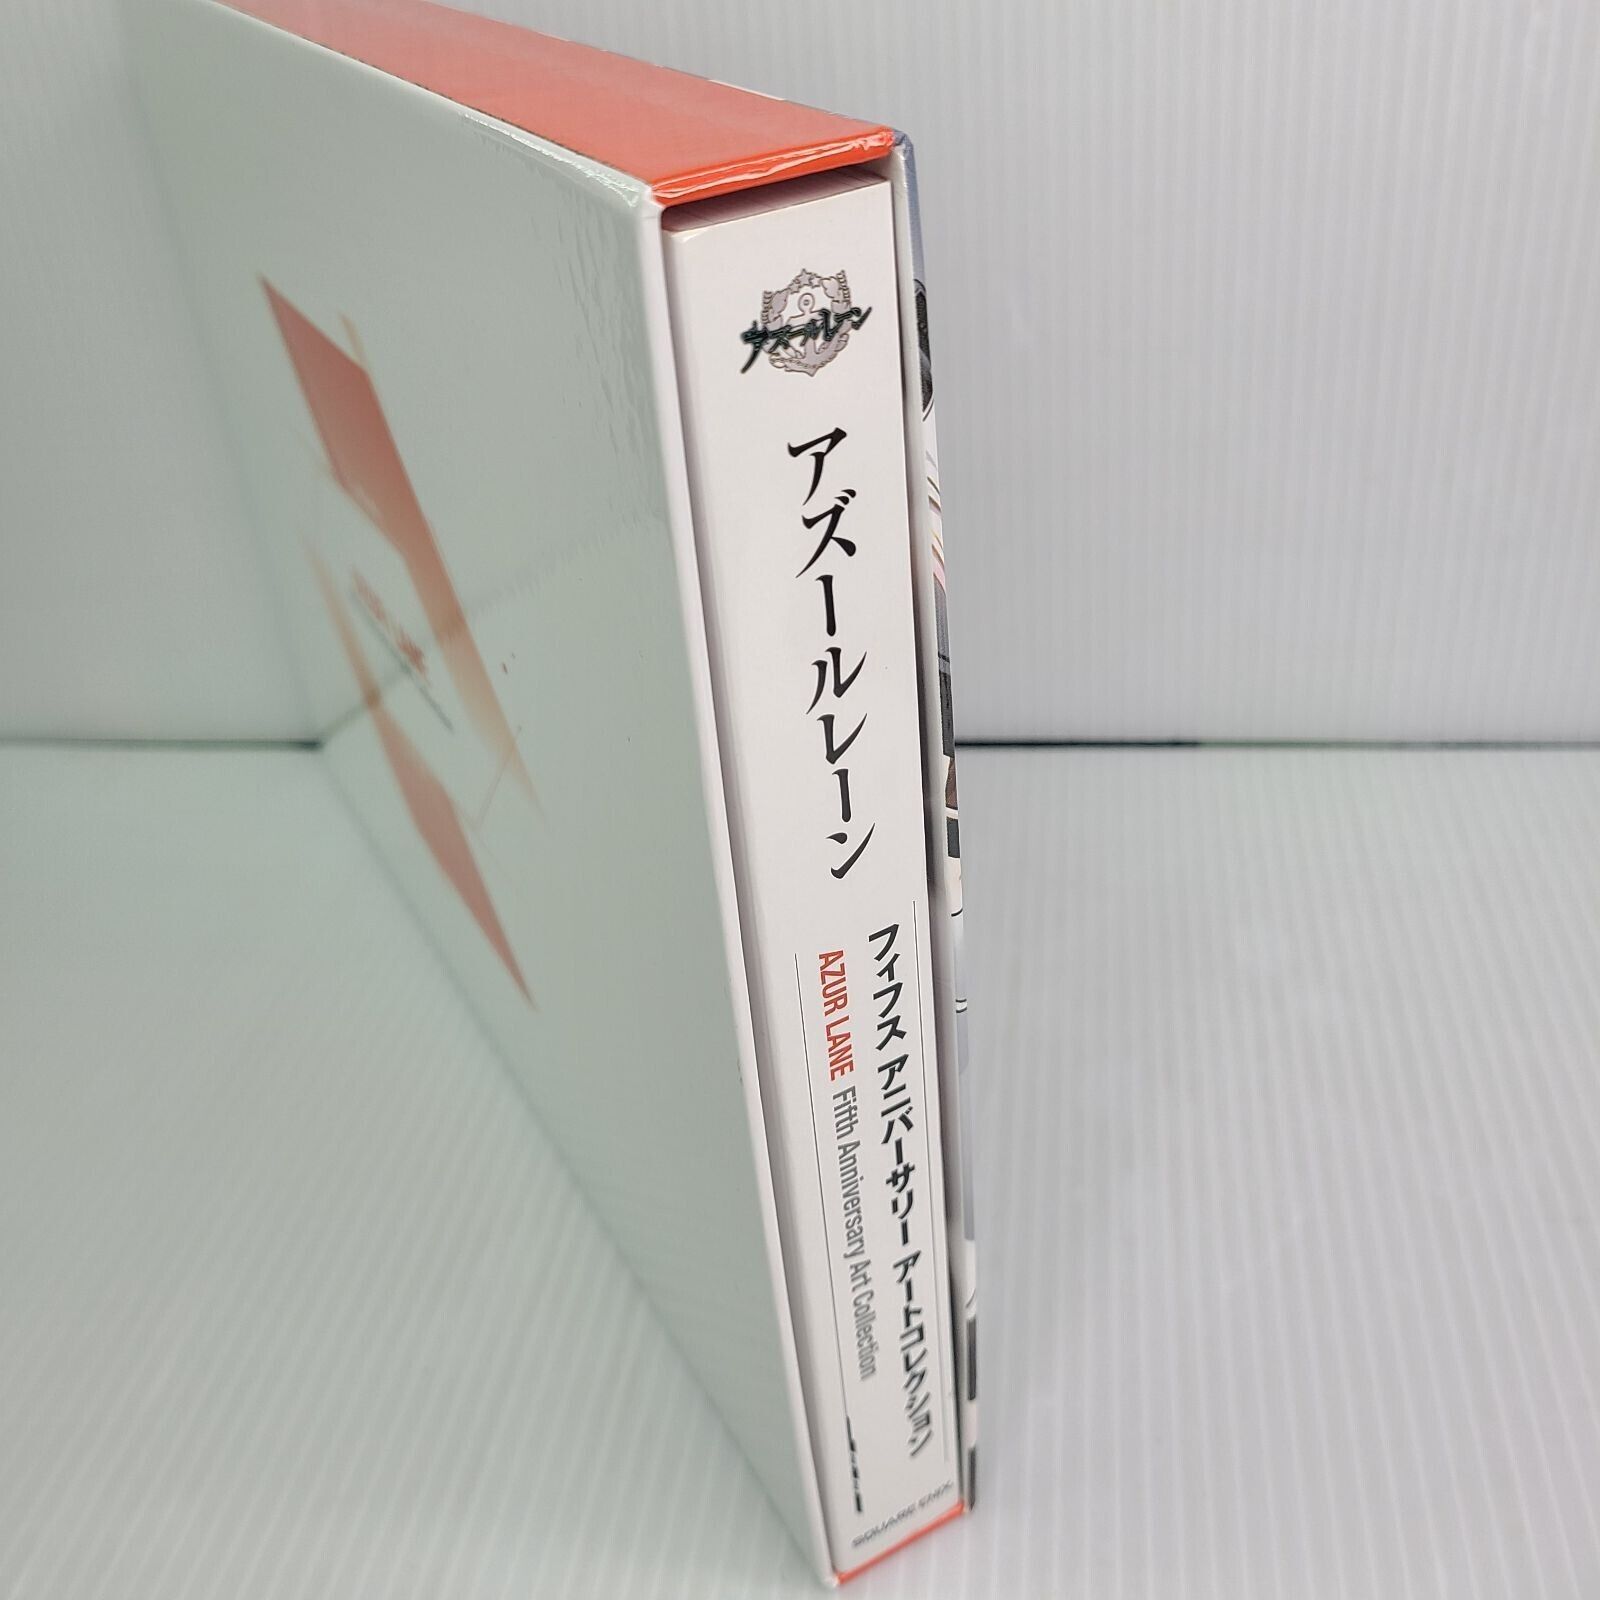 アズールレーン
アズールレーン
フィフス アニバーサリー アートコレクション
AZUR LANE Fifth Anniversary Art Collection
SQUARE ENIX